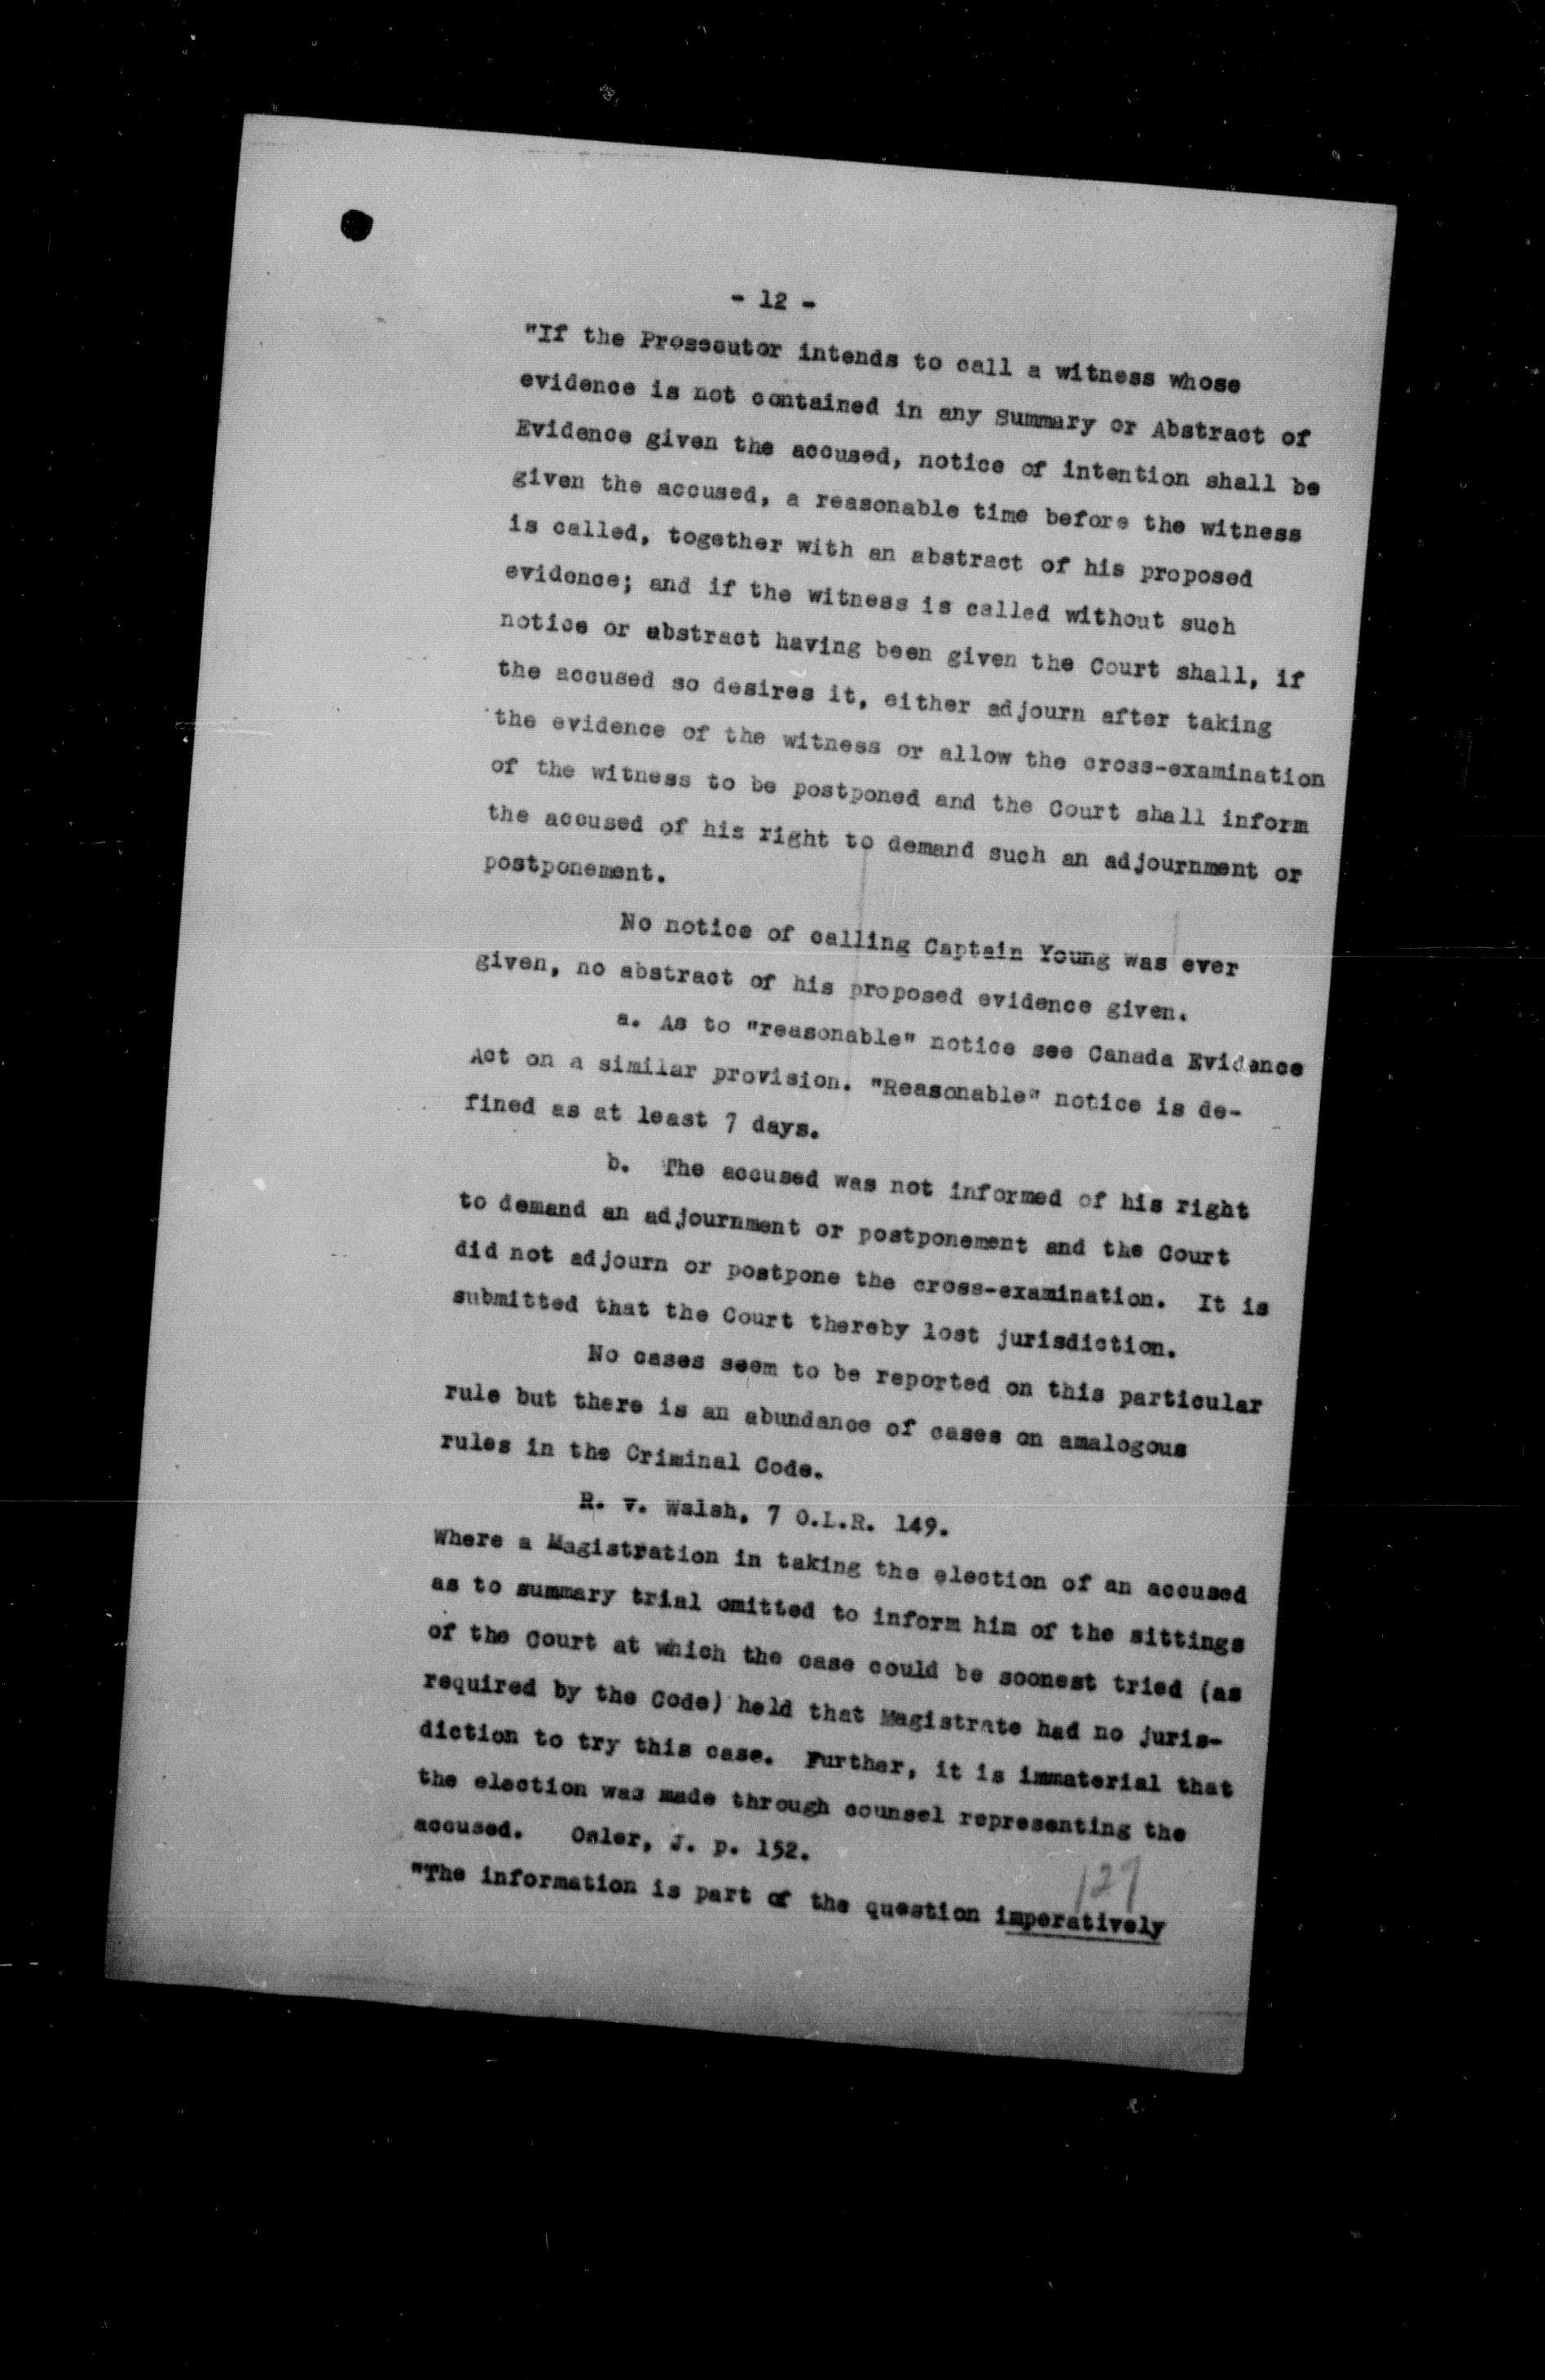 - 12 -
"If the Prosecutor intends to call a witness whose
evidence is not contained in any Summary or Abstract of
Evidence given the accused, notice of intention shall be
given the accused, a reasonable time before the witness
is called, together with an abstract of his proposed
evidence; and if the witness is called without such
notice or abstract having been given the Court shall, if
the accused so desires it, either adjourn after taking
the evidence of the witness or allow the cross-examination
of the witness to be postponed and the Court shall inform
the accused of his right to demand such an adjournment or
postponement.
No notice of calling Captain Young was ever
given, no abstract of his proposed evidence given.
a. As to "reasonable" notice see Canada Evidence
Act on a similar provision. "Reasonable" notice is de-
fined as at least 7 days.
b. The accused was not informed of his right
to demand an adjournment or postponement and the Court
did not adjourn or postpone the cross-examination. It is
submitted that the Court thereby lost jurisdiction.
No cases seem to be reported on this particular
rule but there is an abundance of cases on amalogous
rules in the Criminal Code.
R. v. Walsh, 7 O.L.R. 149.
Where a Magistration in taking the election of an accused
as to summary trial omitted to inform him of the sittings
of the Court at which the case could be soonest tried (as
required by the Code) held that Magistrate had no juris-
diction to try this case. Further, it is immaterial that
the election was made through counsel representing the
accused. Osler, J. p. 152.
"The information is part of the question imperatively
127